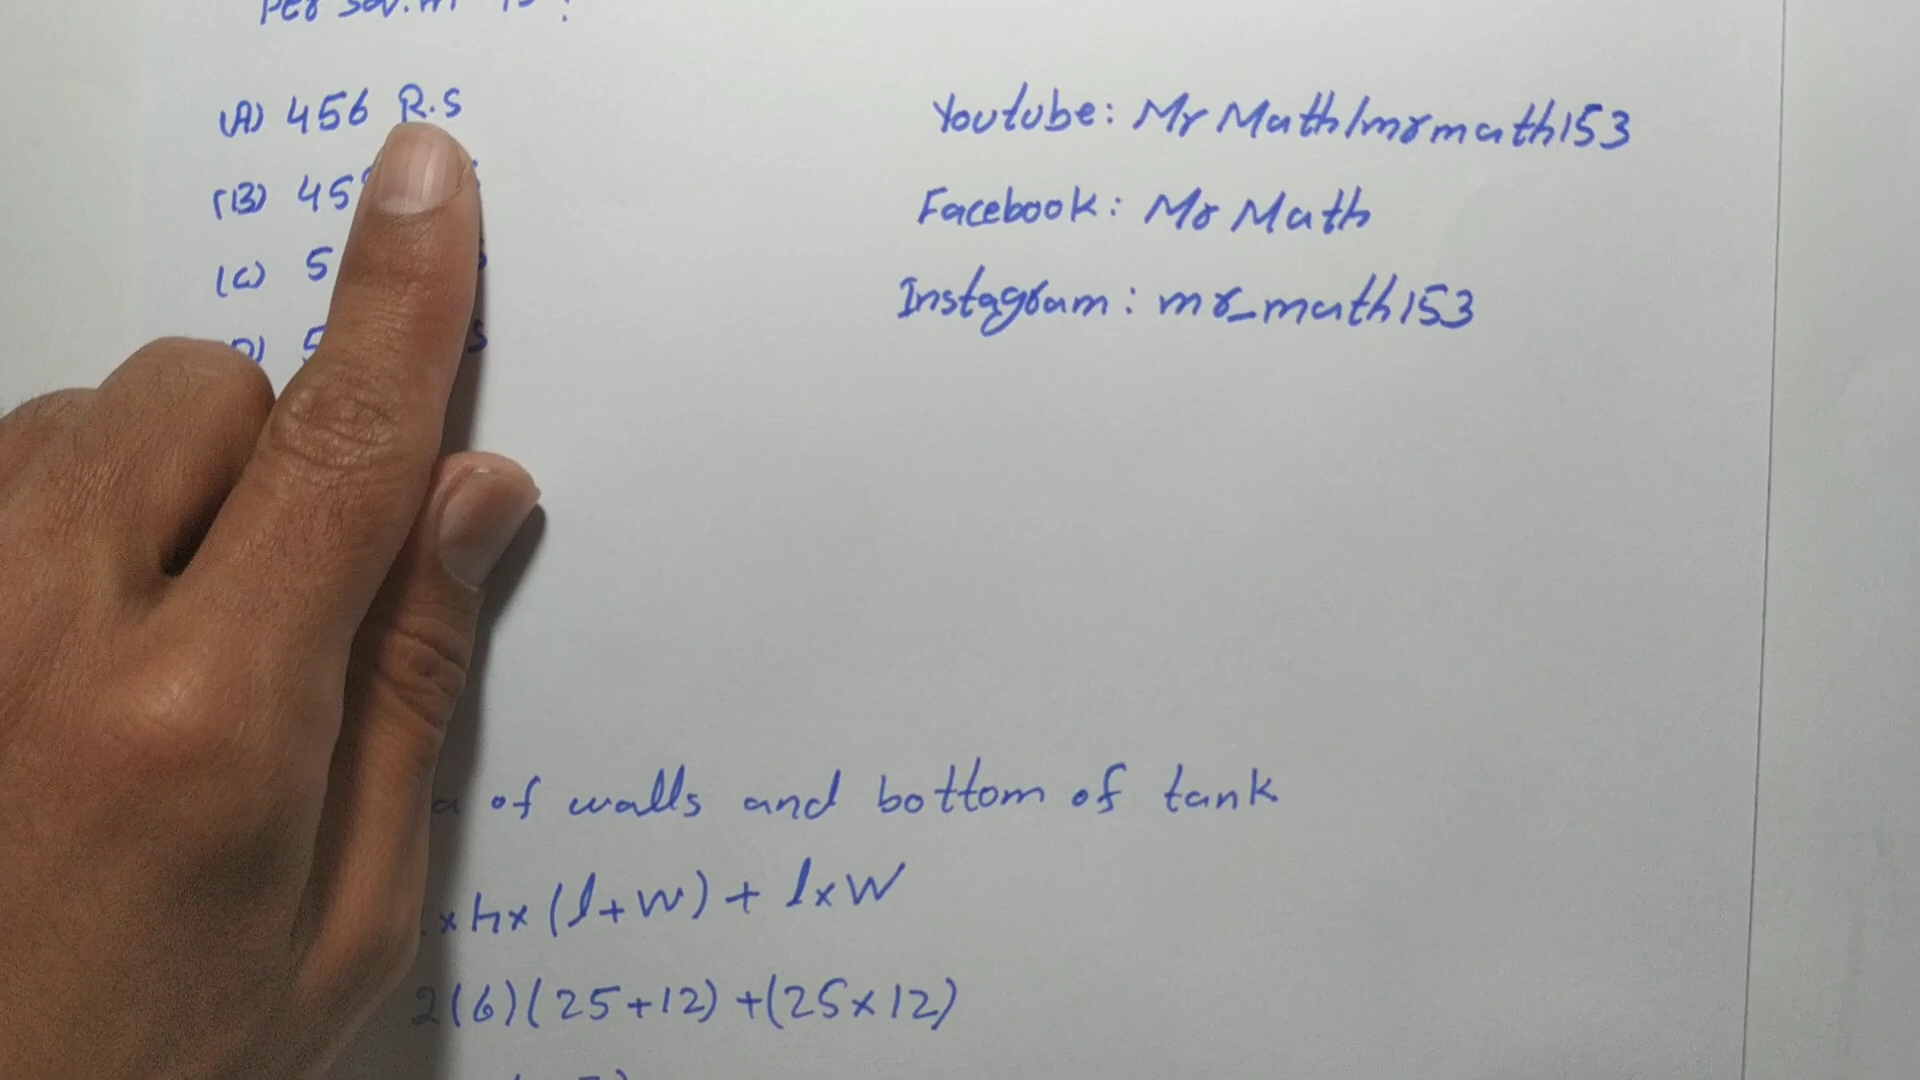 (A) 456 R.s
(B) 45
(C) 5
(D) 5 s
Youtube: Mr Math/mrmath153
Facebook: Mr Math
Instagram: mr_math153
of walls and bottom of tank
x h x (l + w) + l x w
2(6)(25+12) + (25 x 12)